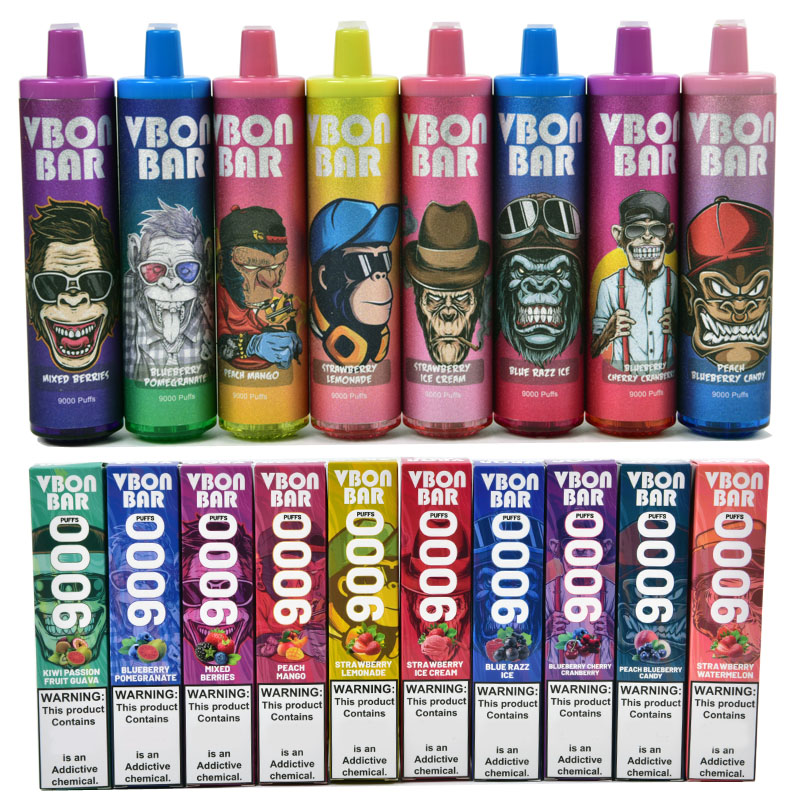 VBON
BAR
MIXED BERRIES
9000 Puffs
VBON
BAR
BLUEBERRY
POMEGRANATE
9000 Puffs
VBON
BAR
PEACH MANGO
9000 Puffs
VBON
BAR
STRAWBERRY
LEMONADE
9000 Puffs
VBON
BAR
STRAWBERRY
ICE CREAM
9000 Puffs
VBON
BAR
BLUE RAZZ ICE
9000 Puffs
VBON
BAR
BLUEBERRY
CHERRY CRANBERRY
9000 Puffs
VBON
BAR
PEACH
BLUEBERRY CANDY
9000 Puffs
VBON
BAR
PUFFS
9000
KIWI PASSION
FRUIT GUAVA
WARNING:
This product
Contains
is an
Addictive
chemical.
VBON
BAR
PUFFS
9000
BLUEBERRY
POMEGRANATE
WARNING:
This product
Contains
is an
Addictive
chemical.
VBON
BAR
PUFFS
9000
MIXED
BERRIES
WARNING:
This product
Contains
is an
Addictive
chemical.
VBON
BAR
PUFFS
9000
PEACH
MANGO
WARNING:
This product
Contains
is an
Addictive
chemical.
VBON
BAR
PUFFS
9000
STRAWBERRY
LEMONADE
WARNING:
This product
Contains
is an
Addictive
chemical.
VBON
BAR
PUFFS
9000
STRAWBERRY
ICE CREAM
WARNING:
This product
Contains
is an
Addictive
chemical.
VBON
BAR
PUFFS
9000
BLUE RAZZ
ICE
WARNING:
This product
Contains
is an
Addictive
chemical.
VBON
BAR
PUFFS
9000
BLUEBERRY CHERRY
CRANBERRY
WARNING:
This product
Contains
is an
Addictive
chemical.
VBON
BAR
PUFFS
9000
PEACH BLUEBERRY
CANDY
WARNING:
This product
Contains
is an
Addictive
chemical.
VBON
BAR
PUFFS
9000
STRAWBERRY
WATERMELON
WARNING:
This product
Contains
is an
Addictive
chemical.